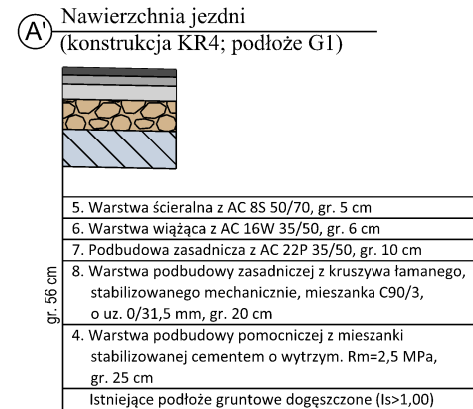 A'
Nawierzchnia jezdni
(konstrukcja KR4; podłoże G1)
5. Warstwa ścieralna z AC 8S 50/70, gr. 5 cm
6. Warstwa wiążąca z AC 16W 35/50, gr. 6 cm
7. Podbudowa zasadnicza z AC 22P 35/50, gr. 10 cm
8. Warstwa podbudowy zasadniczej z kruszywa łamanego,
stabilizowanego mechanicznie, mieszanka C90/3,
o uz. 0/31,5 mm, gr. 20 cm
4. Warstwa podbudowy pomocniczej z mieszanki
stabilizowanej cementem o wytrzym. Rm=2,5 MPa,
gr. 25 cm
Istniejące podłoże gruntowe dogęszczone (Is>1,00)
gr. 56 cm